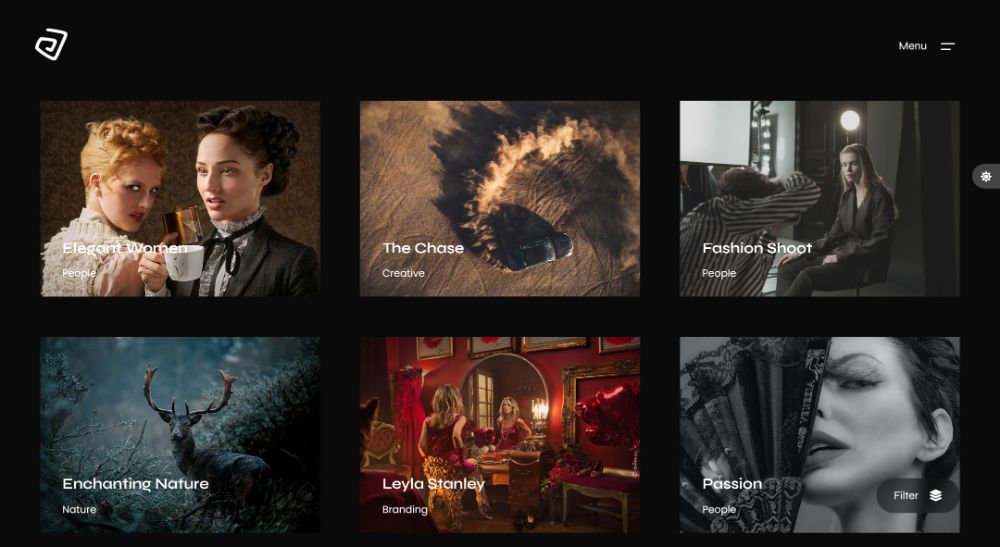 Menu
Elegant Women
People
The Chase
Creative
Fashion Shoot
People
Enchanting Nature
Nature
Leyla Stanley
Branding
Passion
People
Filter